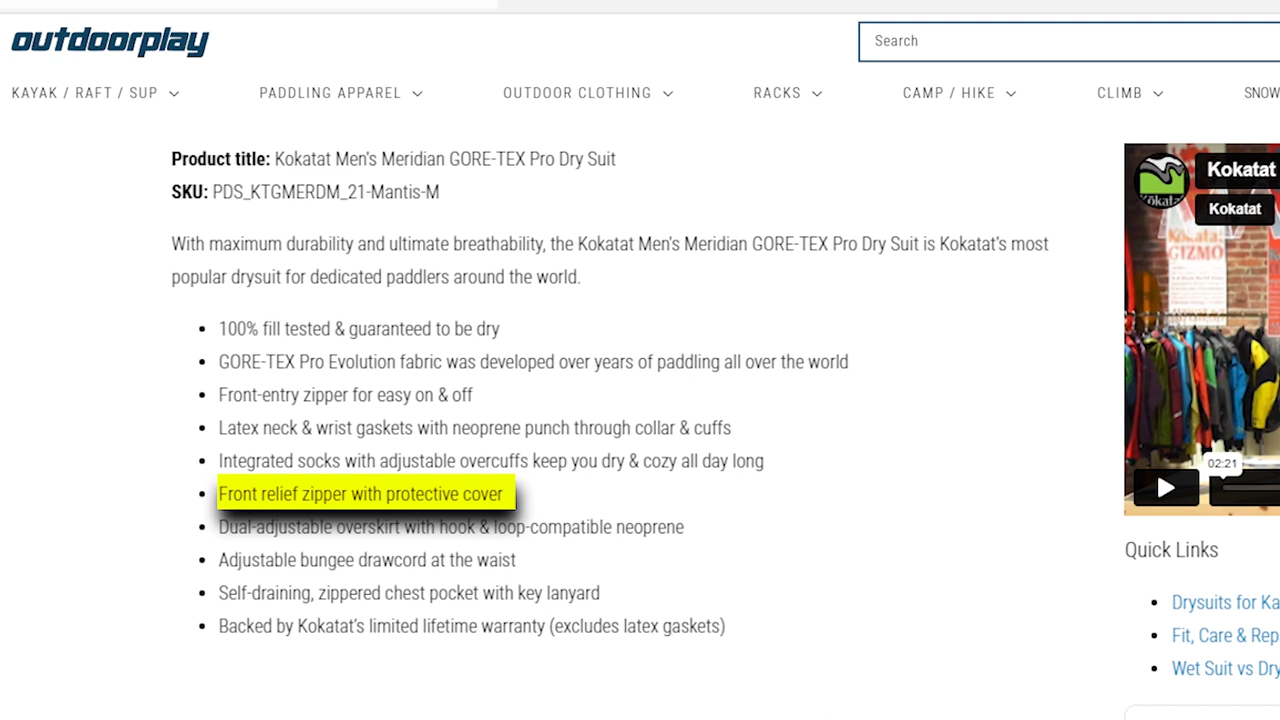 outdoorplay
Search
KAYAK / RAFT / SUP
PADDLING APPAREL
OUTDOOR CLOTHING
RACKS
CAMP / HIKE
CLIMB
SNOW
Product title: Kokatat Men's Meridian GORE-TEX Pro Dry Suit
SKU: PDS_KTGMERDM_21-Mantis-M
With maximum durability and ultimate breathability, the Kokatat Men's Meridian GORE-TEX Pro Dry Suit is Kokatat's most
popular drysuit for dedicated paddlers around the world.
• 100% fill tested & guaranteed to be dry
• GORE-TEX Pro Evolution fabric was developed over years of paddling all over the world
• Front-entry zipper for easy on & off
• Latex neck & wrist gaskets with neoprene punch through collar & cuffs
• Integrated socks with adjustable overcuffs keep you dry & cozy all day long
• Front relief zipper with protective cover
• Dual-adjustable overskirt with hook & loop-compatible neoprene
• Adjustable bungee drawcord at the waist
• Self-draining, zippered chest pocket with key lanyard
• Backed by Kokatat's limited lifetime warranty (excludes latex gaskets)
Kokatat
Kokatat
GIZMO
02:21
Quick Links
• Drysuits for Ka
• Fit, Care & Rep
• Wet Suit vs Dry